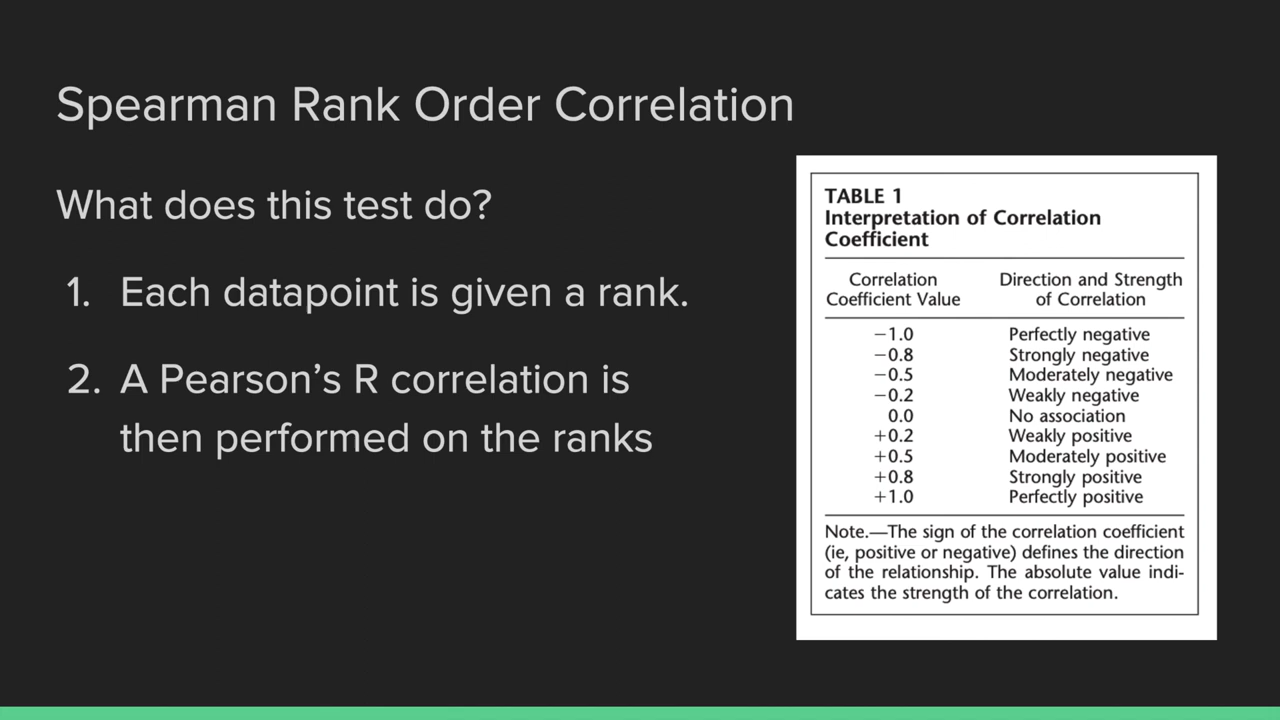 Spearman Rank Order Correlation
What does this test do?
1. Each datapoint is given a rank.
2. A Pearson’s R correlation is
then performed on the ranks
TABLE 1
Interpretation of Correlation
Coefficient
Correlation Direction and Strength
Coefficient Value of Correlation
−1.0 Perfectly negative
−0.8 Strongly negative
−0.5 Moderately negative
−0.2 Weakly negative
0.0 No association
+0.2 Weakly positive
+0.5 Moderately positive
+0.8 Strongly positive
+1.0 Perfectly positive
Note.—The sign of the correlation coefficient
(ie, positive or negative) defines the direction
of the relationship. The absolute value indi-
cates the strength of the correlation.